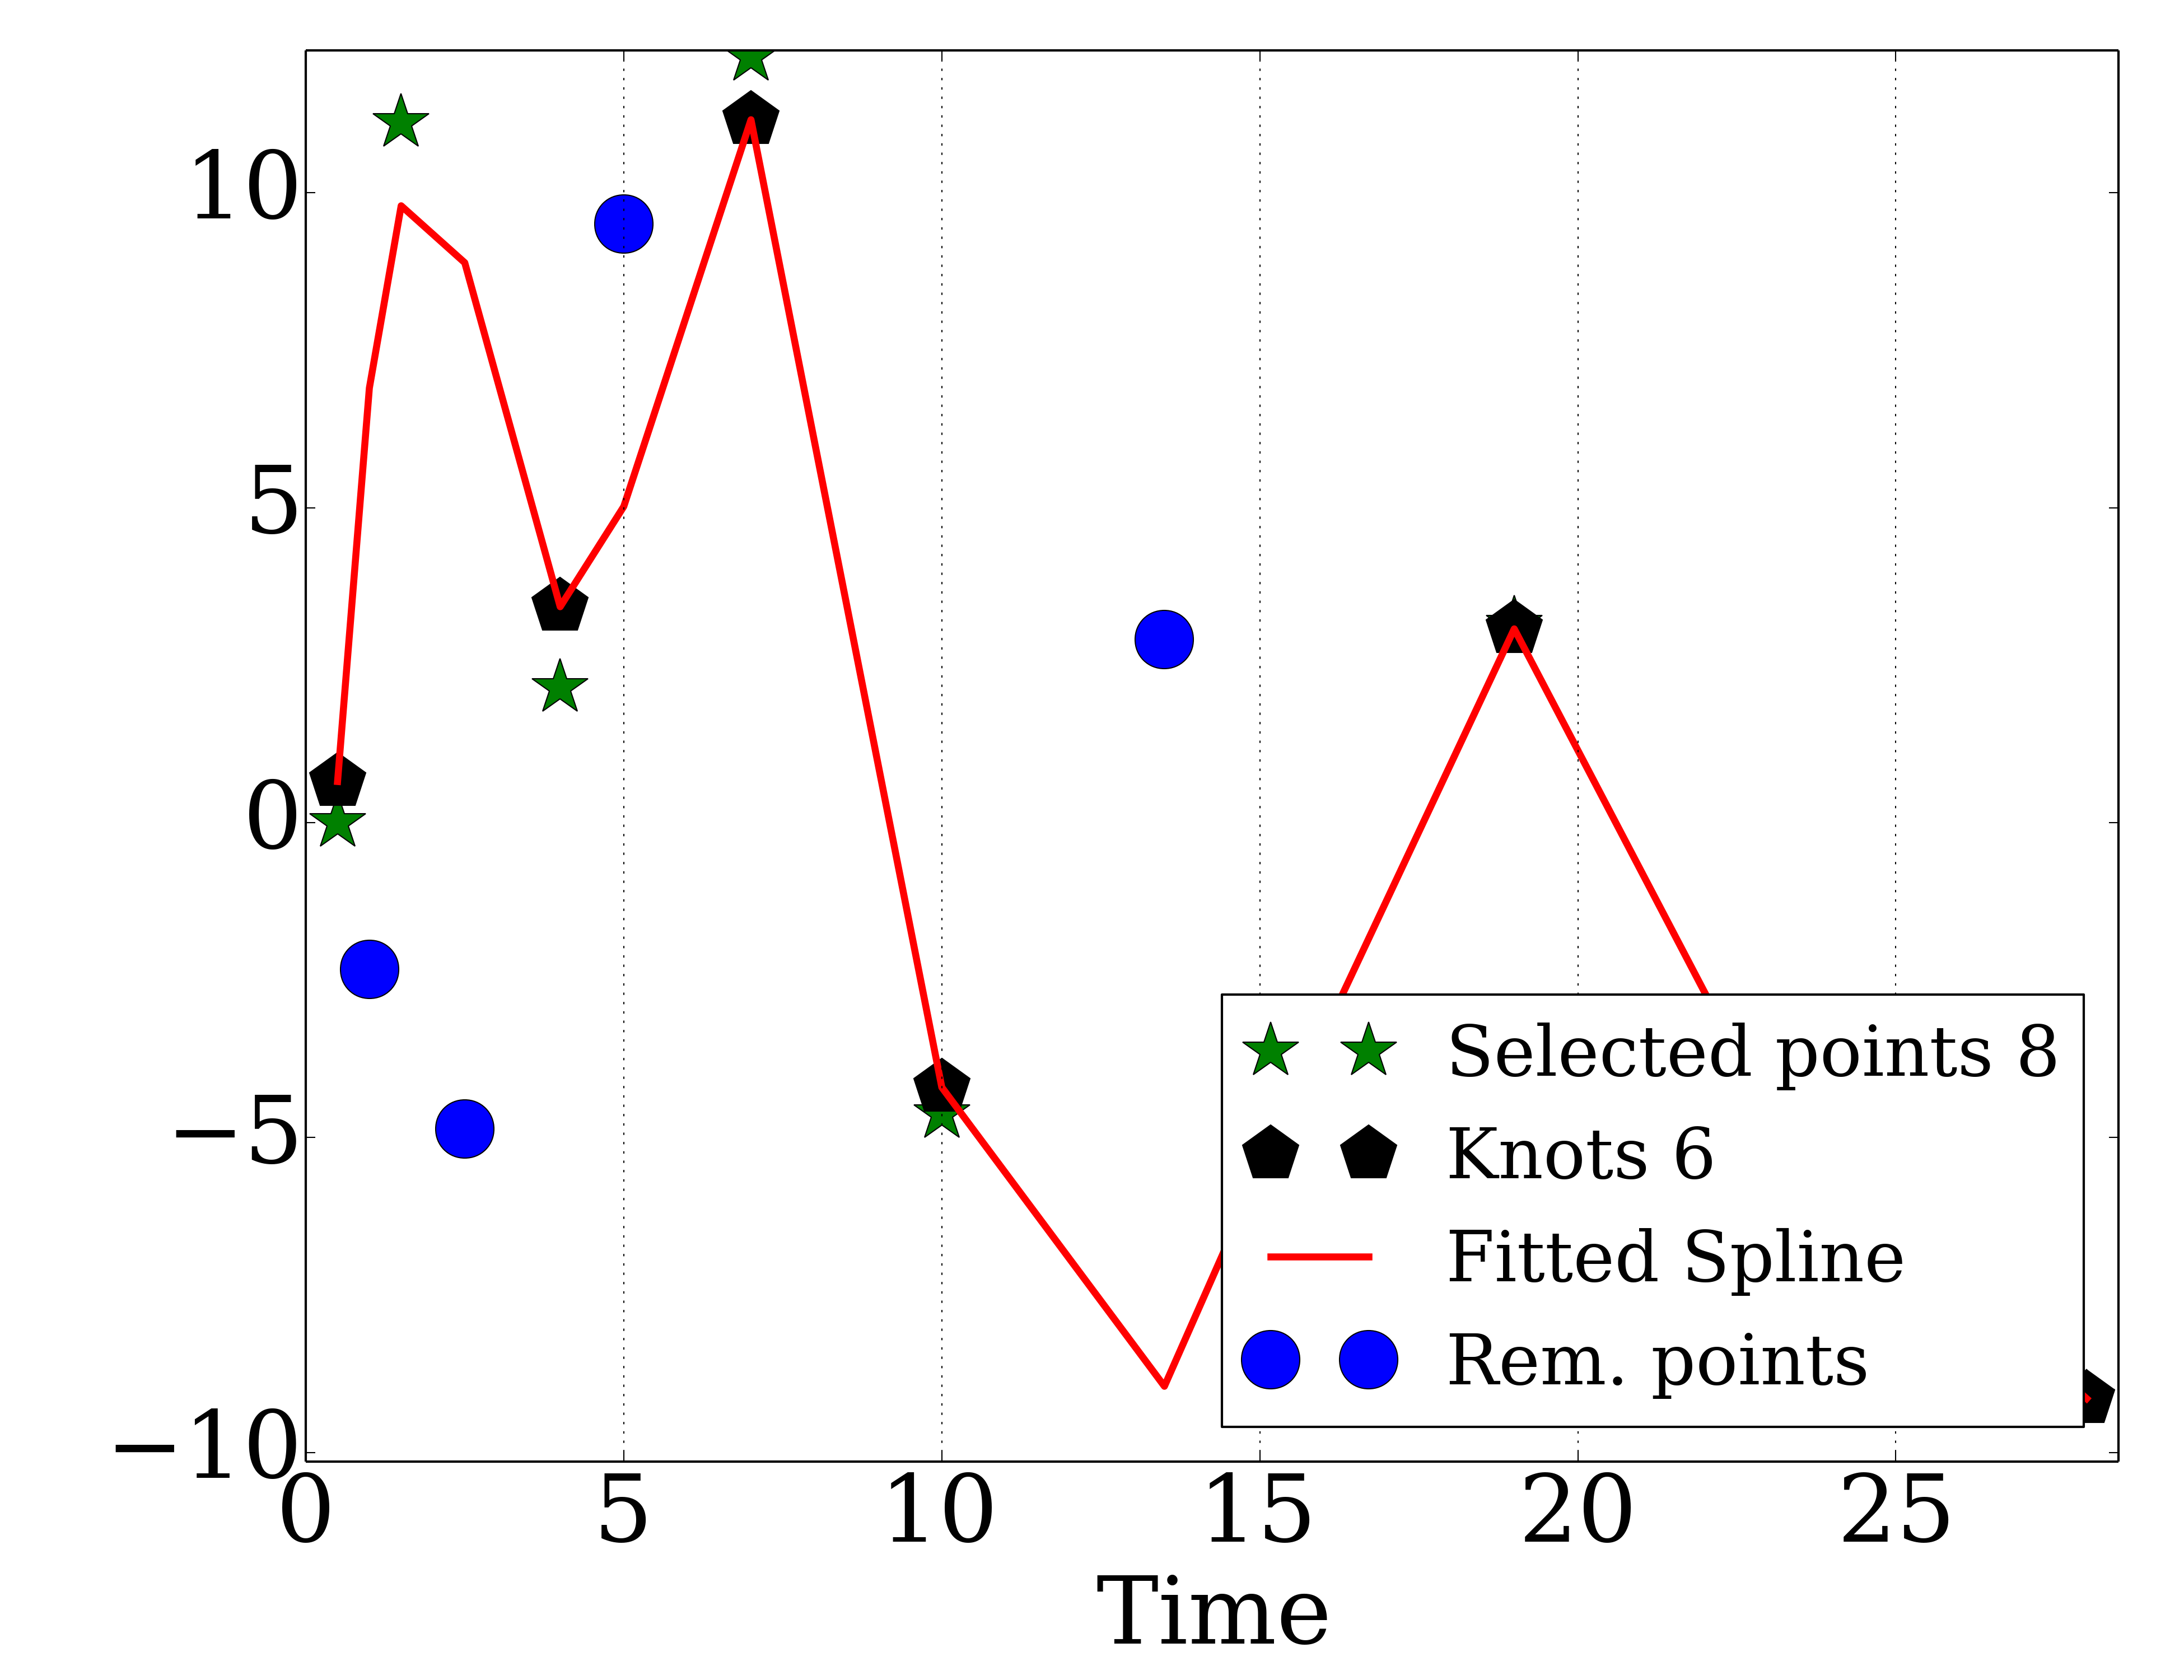 10
5
0
−5
−10
0 5 10 15 20 25
Time
Selected points 8
Knots 6
Fitted Spline
Rem. points